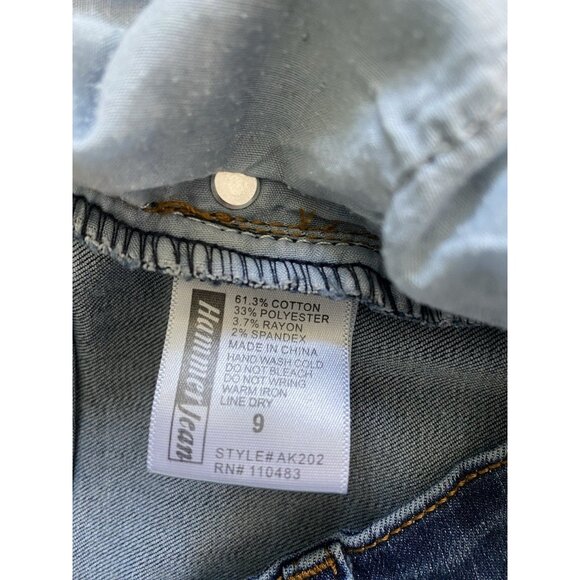 Hammer Jean
61.3% COTTON
33% POLYESTER
3.7% RAYON
2% SPANDEX
MADE IN CHINA
HAND WASH COLD
DO NOT BLEACH
DO NOT WRING
WARM IRON
LINE DRY
9
STYLE# AK202
RN# 110483